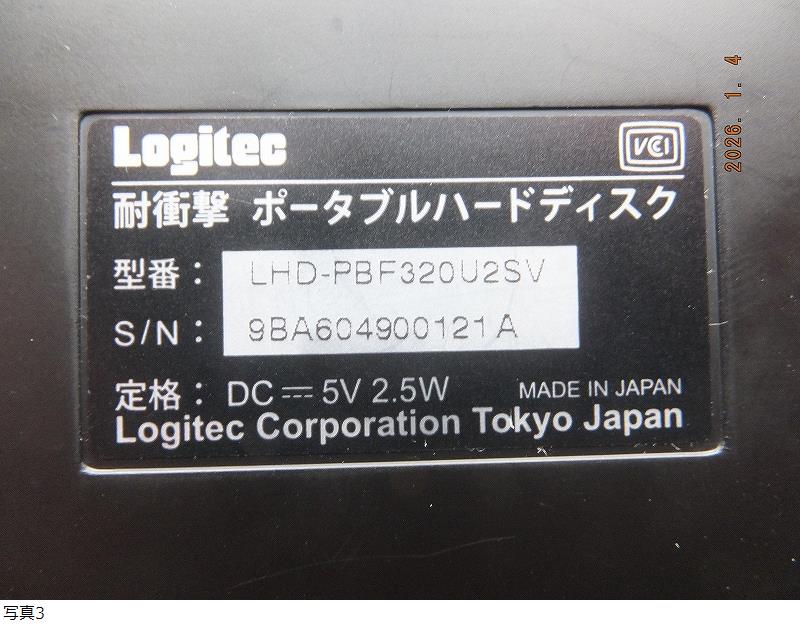 Logitec
VCCI
耐衝撃 ポータブルハードディスク
型番： LHD-PBF320U2SV
S/N： 9BA604900121A
定格： DC 5V 2.5W MADE IN JAPAN
Logitec Corporation Tokyo Japan
2026. 1. 4
写真3